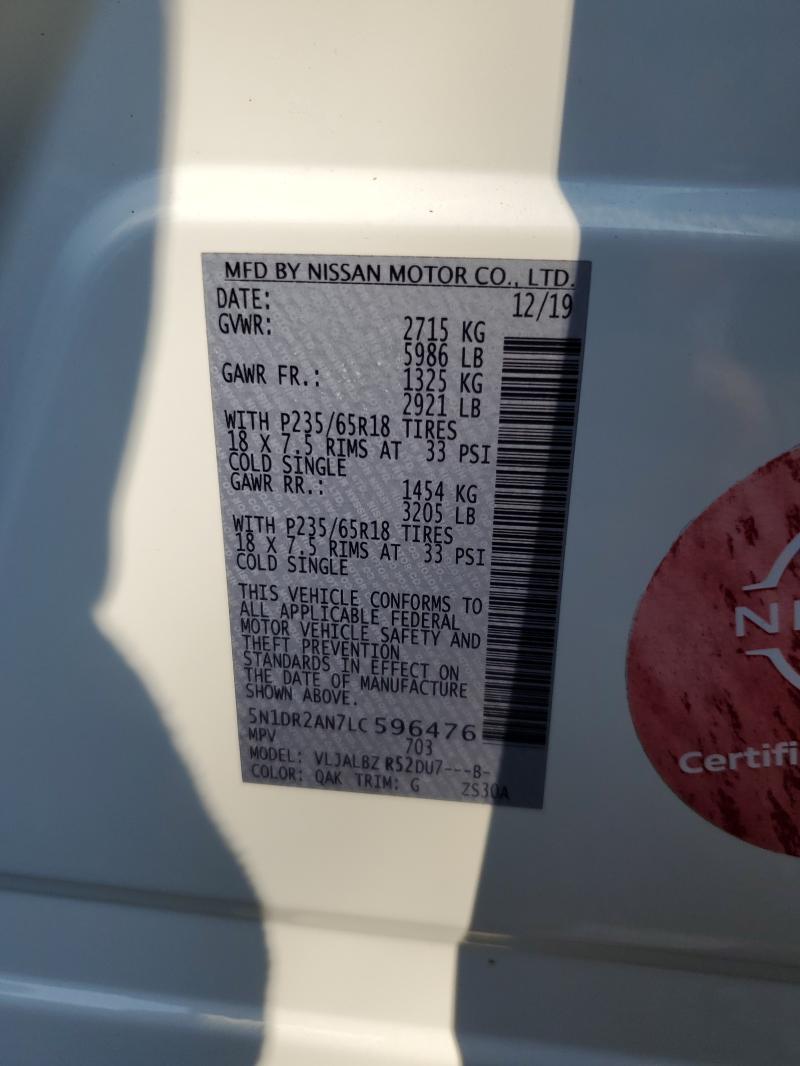 MFD BY NISSAN MOTOR CO., LTD.
DATE: 12/19
GVWR: 2715 KG
5986 LB
GAWR FR.: 1325 KG
2921 LB
WITH P235/65R18 TIRES
18 X 7.5 RIMS AT 33 PSI
COLD SINGLE
GAWR RR.: 1454 KG
3205 LB
WITH P235/65R18 TIRES
18 X 7.5 RIMS AT 33 PSI
COLD SINGLE
THIS VEHICLE CONFORMS TO
ALL APPLICABLE FEDERAL
MOTOR VEHICLE SAFETY AND
THEFT PREVENTION
STANDARDS IN EFFECT ON
THE DATE OF MANUFACTURE
SHOWN ABOVE.
5N1DR2AN7LC 596476
MPV 703
MODEL: VLJALBZ R52DU7---B-
COLOR: QAK TRIM: G ZS30A